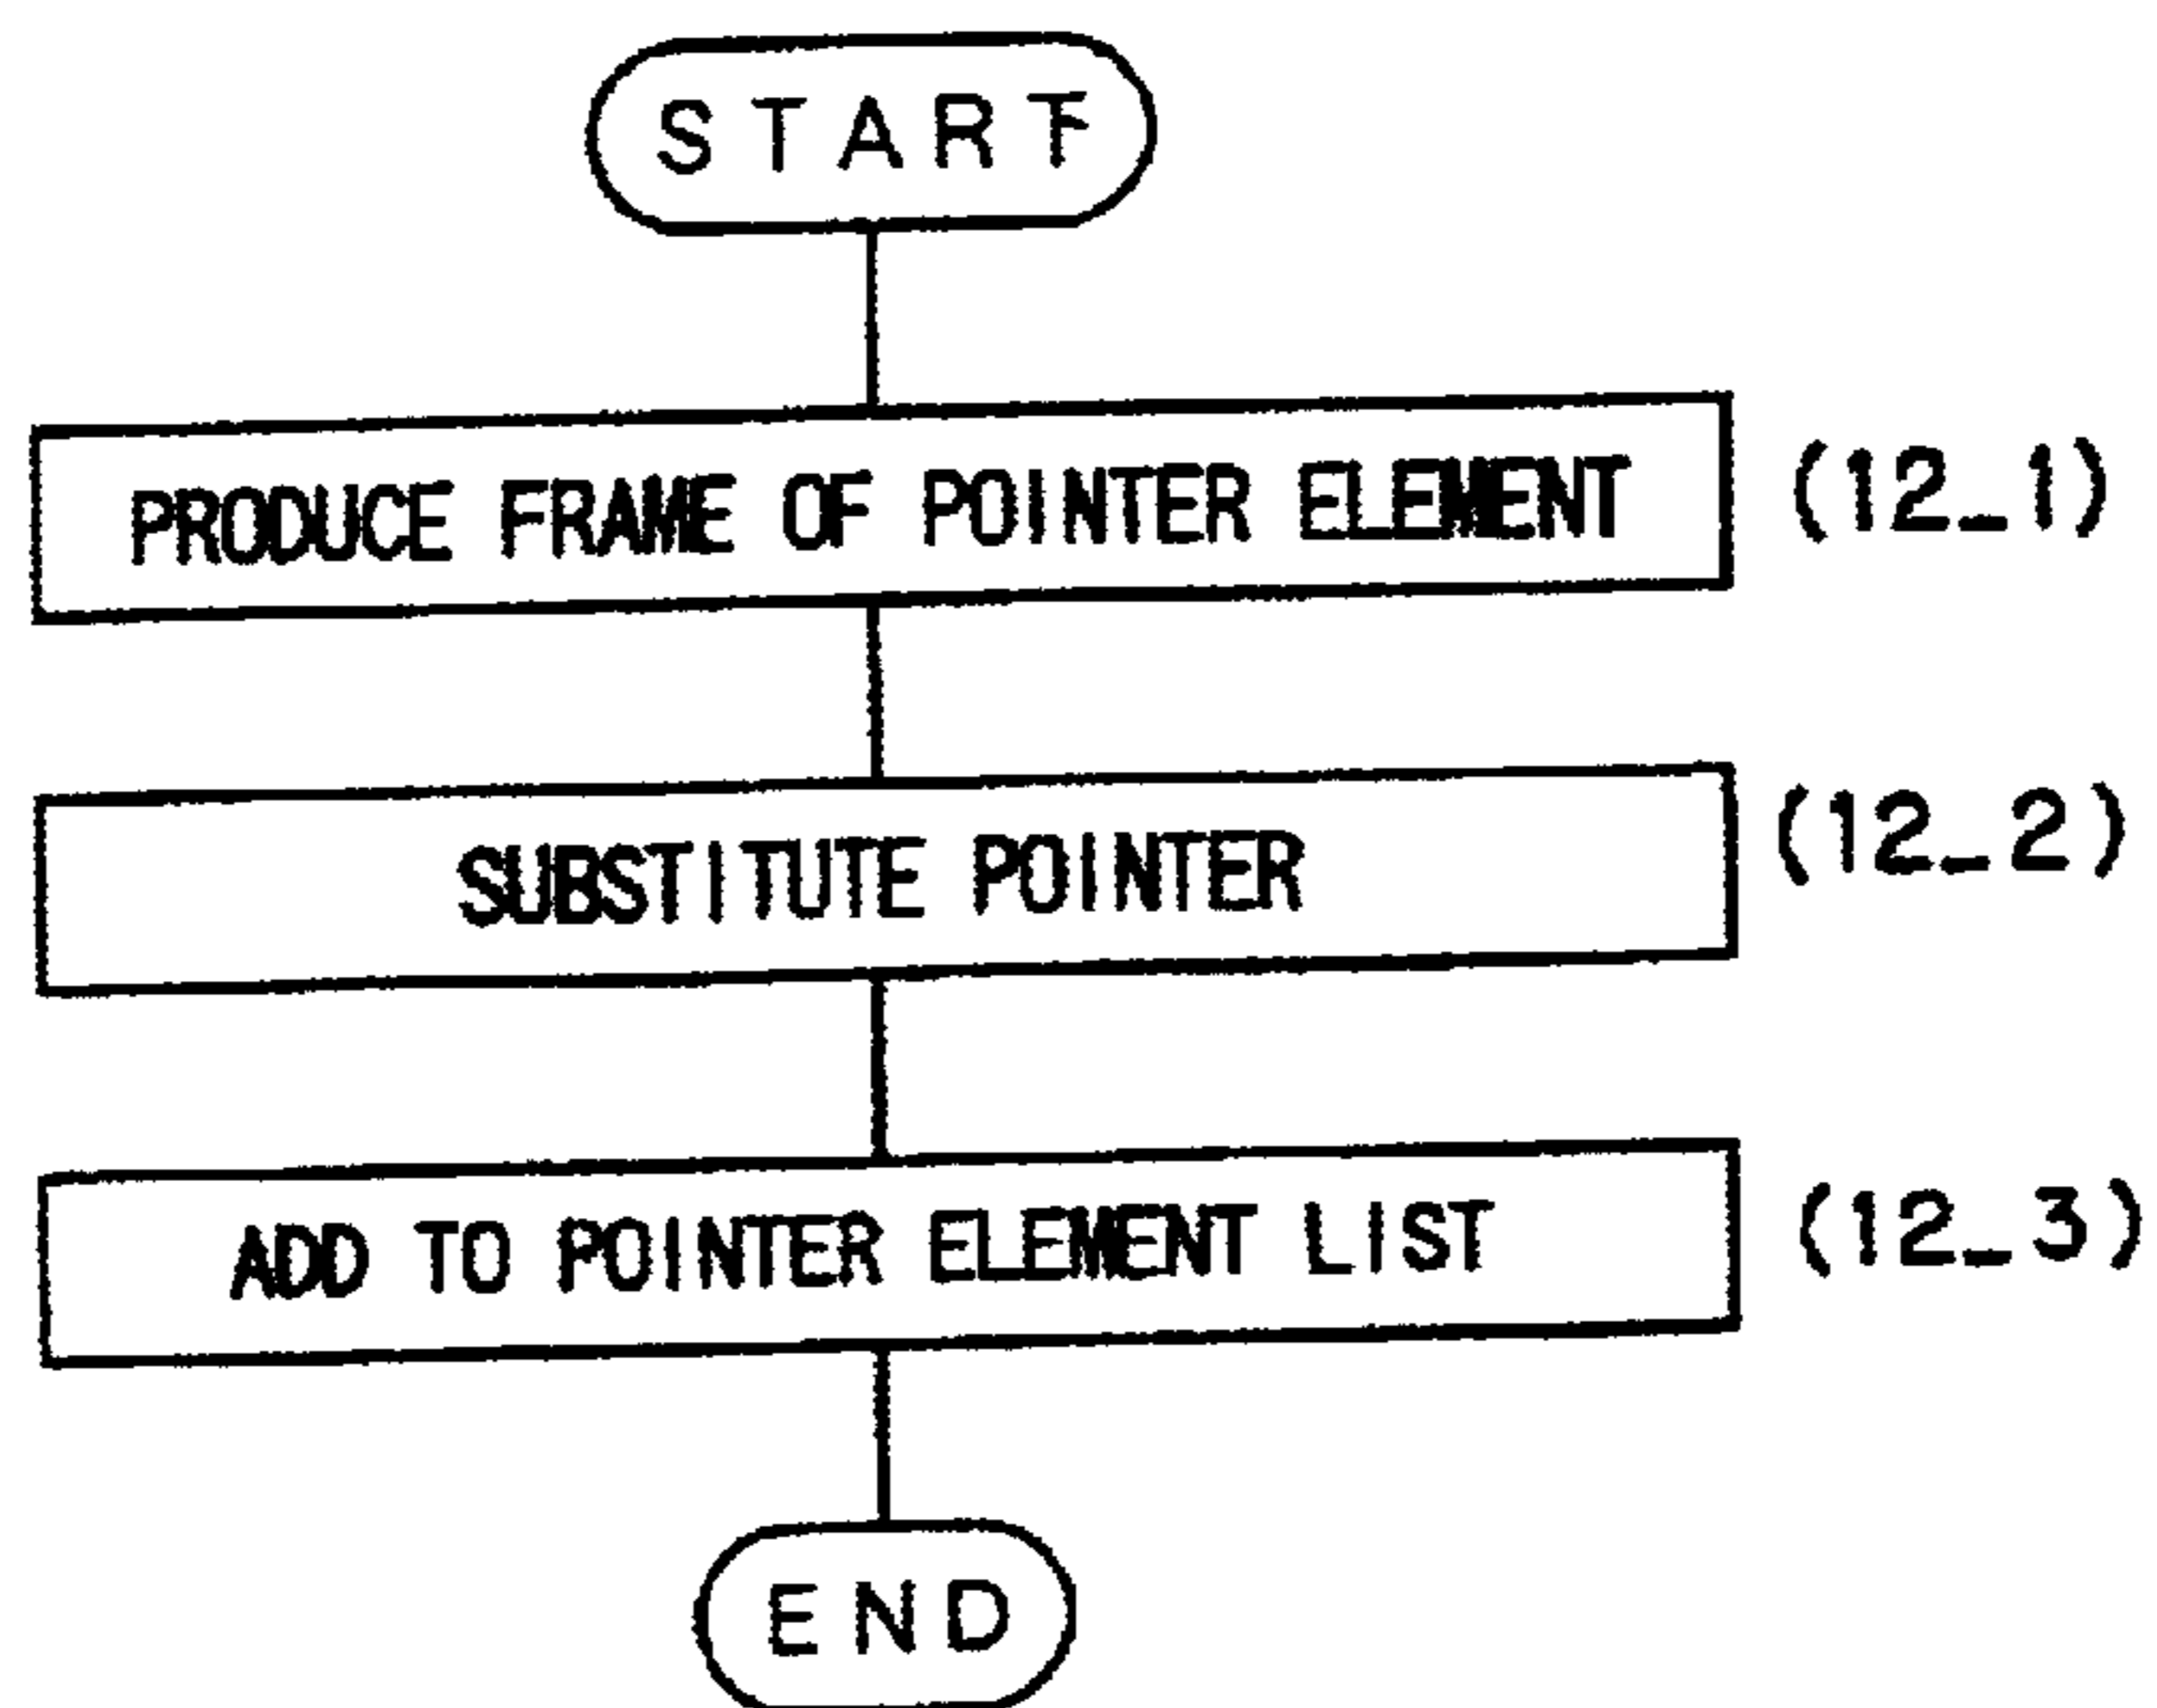 START
PRODUCE FRAME OF POINTER ELEMENT (12_1)
SUBSTITUTE POINTER (12_2)
ADD TO POINTER ELEMENT LIST (12_3)
END